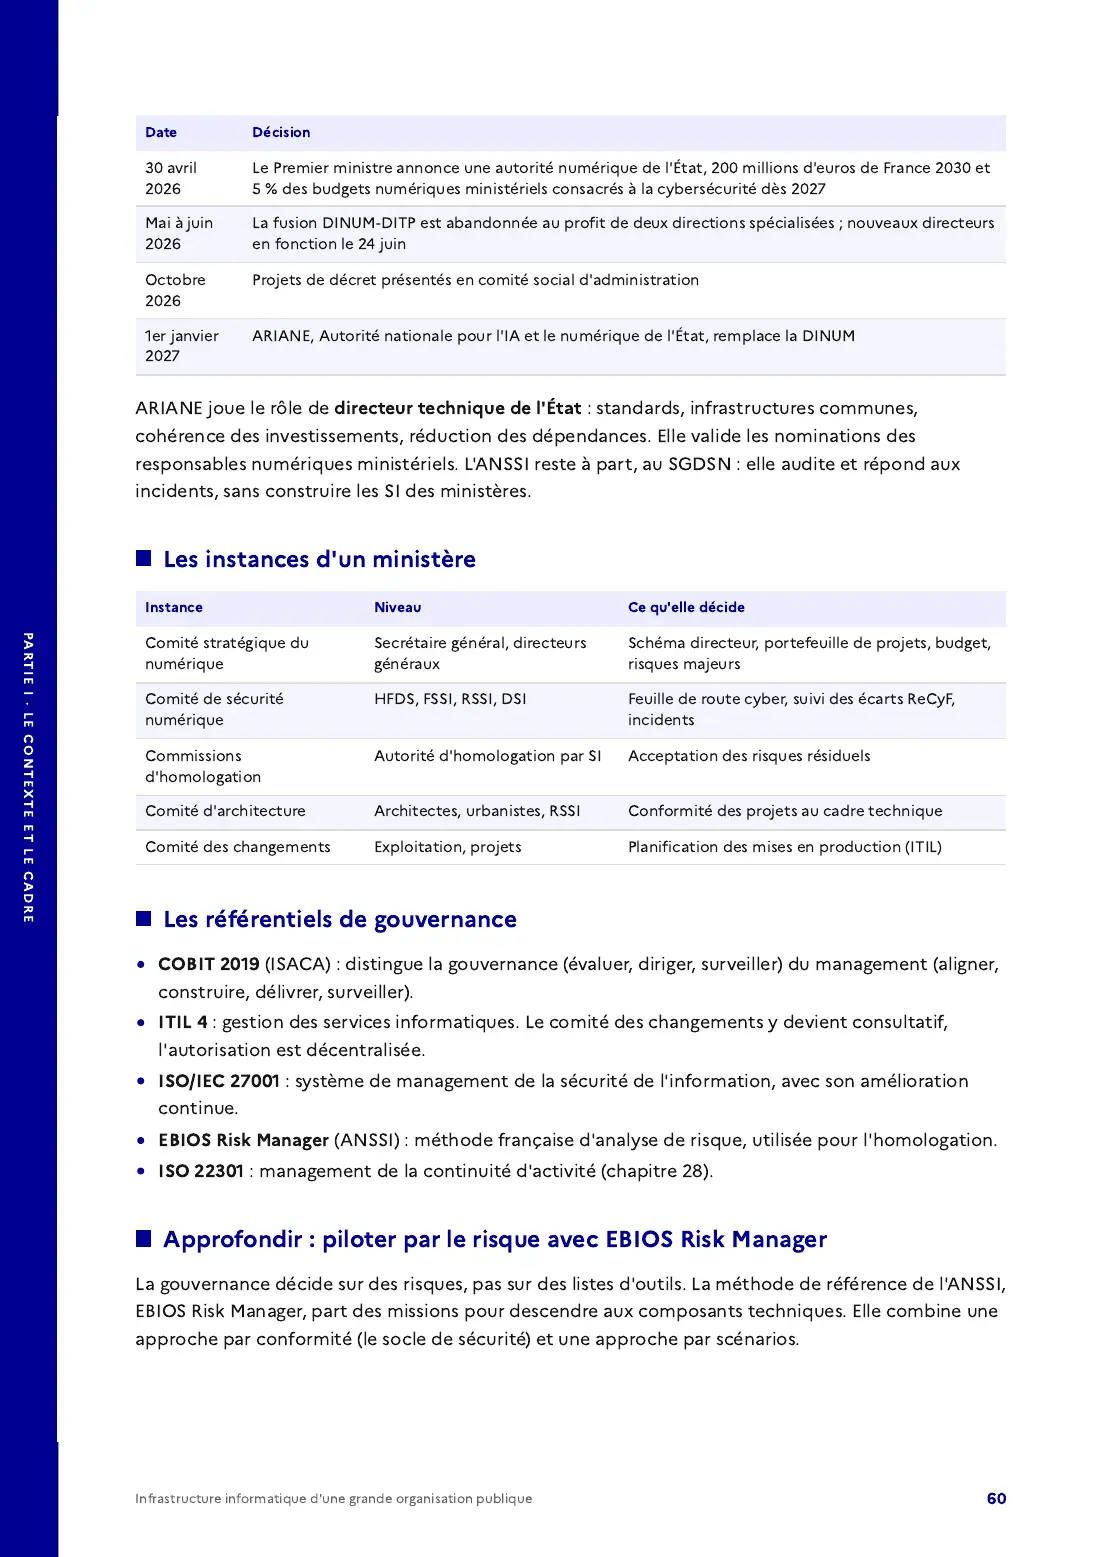 Date Décision
30 avril 2026 Le Premier ministre annonce une autorité numérique de l'État, 200 millions d'euros de France 2030 et
5 % des budgets numériques ministériels consacrés à la cybersécurité dès 2027
Mai à juin 2026 La fusion DINUM-DITP est abandonnée au profit de deux directions spécialisées ; nouveaux directeurs
en fonction le 24 juin
Octobre 2026 Projets de décret présentés en comité social d'administration
1er janvier 2027 ARIANE, Autorité nationale pour l'IA et le numérique de l'État, remplace la DINUM
ARIANE joue le rôle de directeur technique de l'État : standards, infrastructures communes,
cohérence des investissements, réduction des dépendances. Elle valide les nominations des
responsables numériques ministériels. L'ANSSI reste à part, au SGDSN : elle audite et répond aux
incidents, sans construire les SI des ministères.
Les instances d'un ministère
Instance Niveau Ce qu'elle décide
Comité stratégique du numérique Secrétaire général, directeurs généraux Schéma directeur, portefeuille de projets, budget, risques majeurs
Comité de sécurité numérique HFDS, FSSI, RSSI, DSI Feuille de route cyber, suivi des écarts ReCyF, incidents
Commissions d'homologation Autorité d'homologation par SI Acceptation des risques résiduels
Comité d'architecture Architectes, urbanistes, RSSI Conformité des projets au cadre technique
Comité des changements Exploitation, projets Planification des mises en production (ITIL)
Les référentiels de gouvernance
• COBIT 2019 (ISACA) : distingue la gouvernance (évaluer, diriger, surveiller) du management (aligner,
construire, délivrer, surveiller).
• ITIL 4 : gestion des services informatiques. Le comité des changements y devient consultatif,
l'autorisation est décentralisée.
• ISO/IEC 27001 : système de management de la sécurité de l'information, avec son amélioration
continue.
• EBIOS Risk Manager (ANSSI) : méthode française d'analyse de risque, utilisée pour l'homologation.
• ISO 22301 : management de la continuité d'activité (chapitre 28).
Approfondir : piloter par le risque avec EBIOS Risk Manager
La gouvernance décide sur des risques, pas sur des listes d'outils. La méthode de référence de l'ANSSI,
EBIOS Risk Manager, part des missions pour descendre aux composants techniques. Elle combine une
approche par conformité (le socle de sécurité) et une approche par scénarios.
PARTIE I · LE CONTEXTE ET LE CADRE
Infrastructure informatique d'une grande organisation publique 60